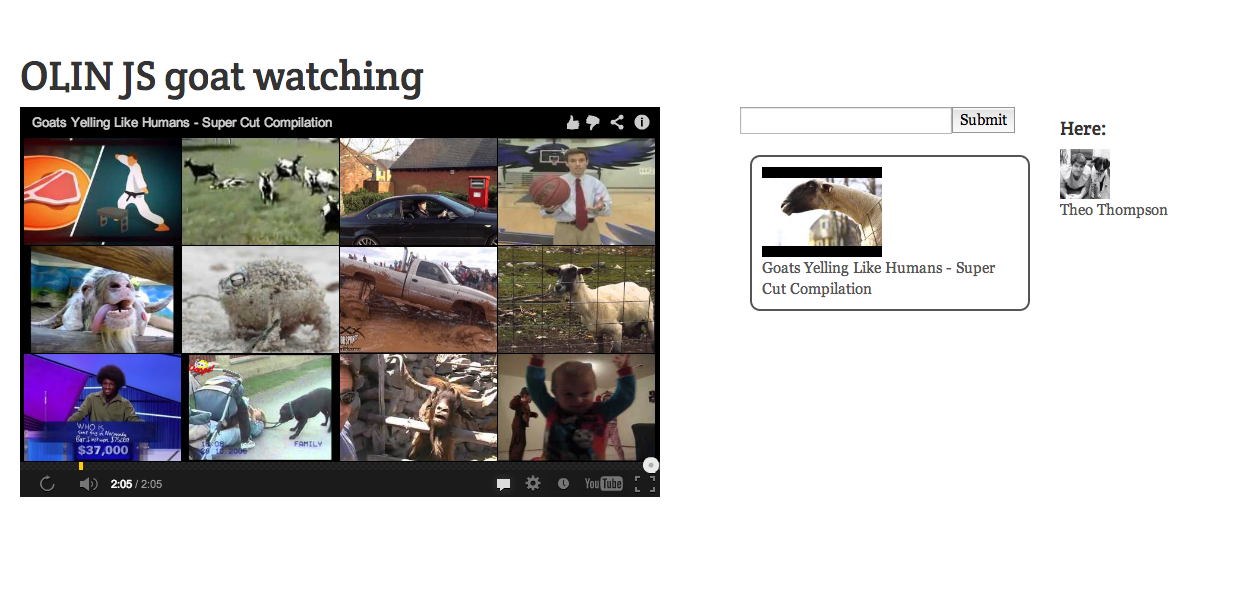 OLIN JS goat watching
Goats Yelling Like Humans - Super Cut Compilation
WHO IS
$37,000
FAMILY
2:05 / 2:05
YouTube
Submit
Goats Yelling Like Humans - Super
Cut Compilation
Here:
Theo Thompson